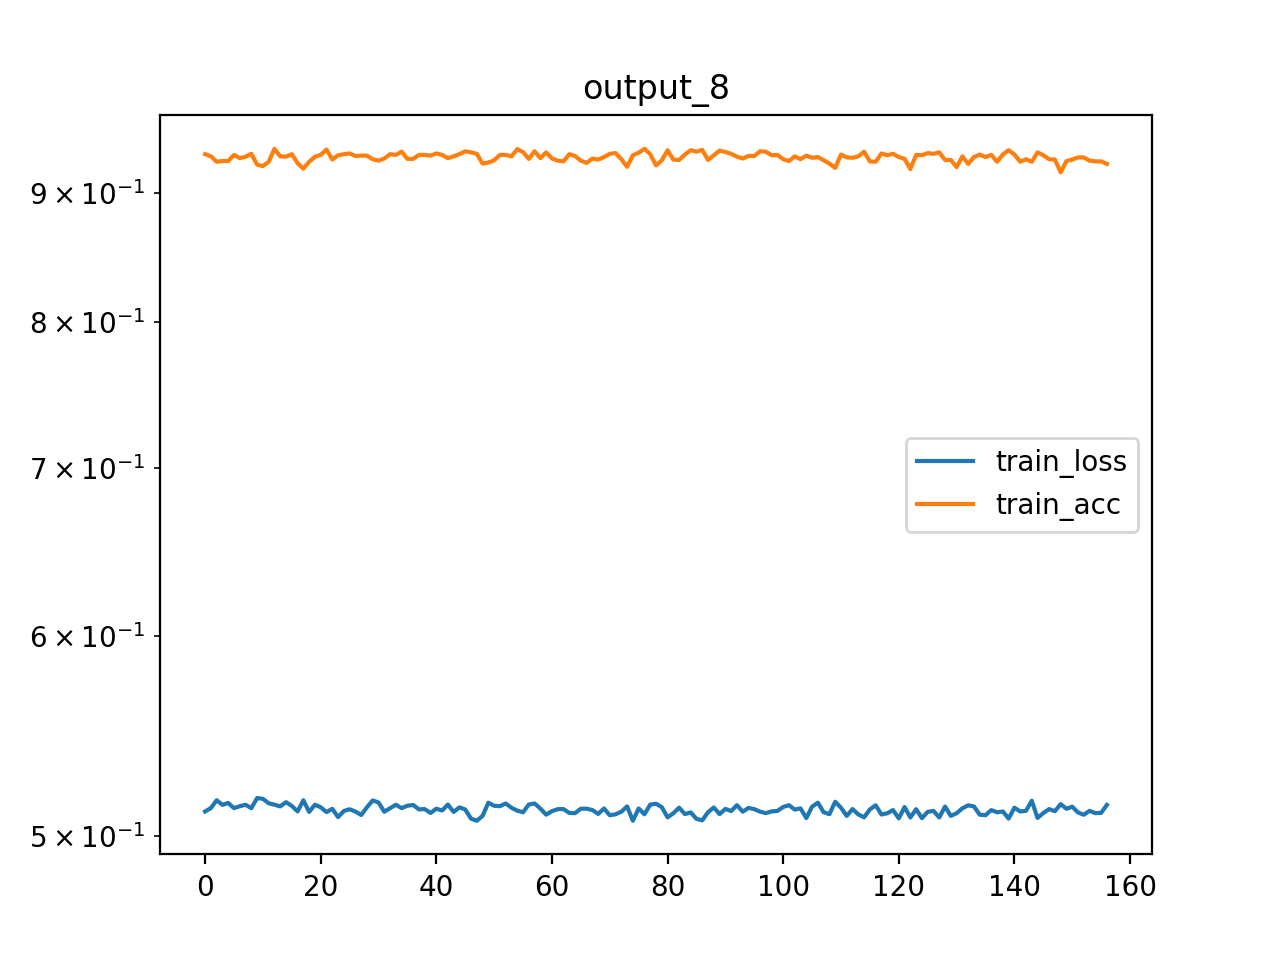 output_8
9 × 10⁻¹
8 × 10⁻¹
7 × 10⁻¹
6 × 10⁻¹
5 × 10⁻¹
train_loss
train_acc
0 20 40 60 80 100 120 140 160